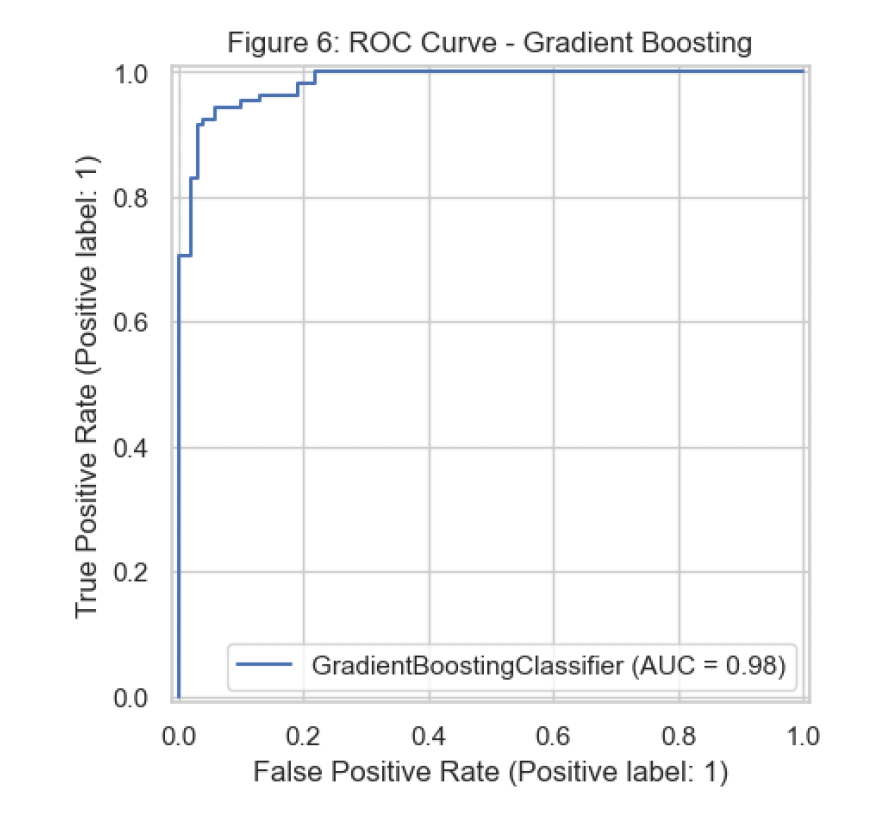 Figure 6: ROC Curve - Gradient Boosting
True Positive Rate (Positive label: 1)
1.0
0.8
0.6
0.4
0.2
0.0
GradientBoostingClassifier (AUC = 0.98)
0.0 0.2 0.4 0.6 0.8 1.0
False Positive Rate (Positive label: 1)